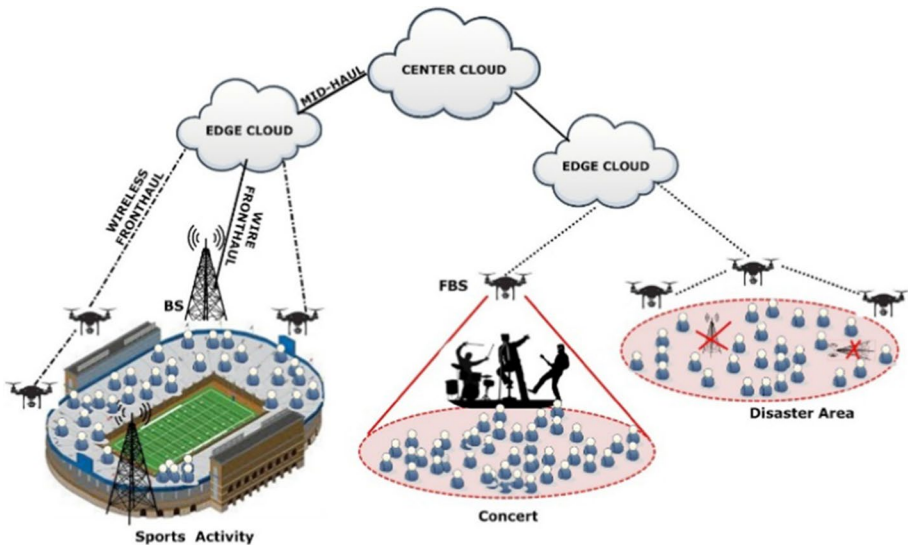 CENTER CLOUD
MID-HAUL
EDGE CLOUD
EDGE CLOUD
WIRELESS
FRONTHAUL
WIRE
FRONTHAUL
BS
FBS
Disaster Area
Concert
Sports Activity